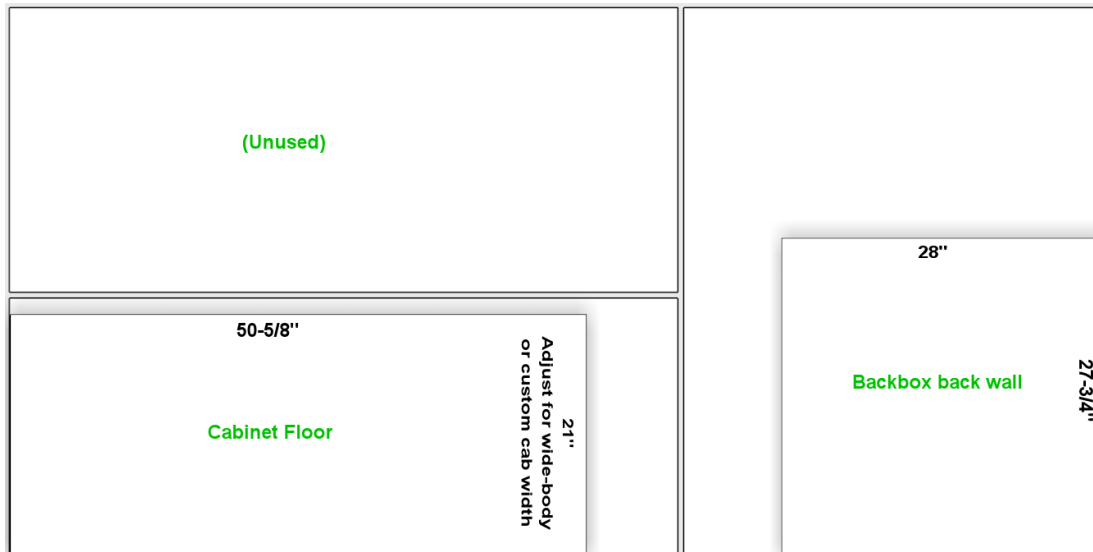 (Unused)
50-5/8"
Cabinet Floor
21"
Adjust for wide-body
or custom cab width
28"
Backbox back wall
27-3/4"